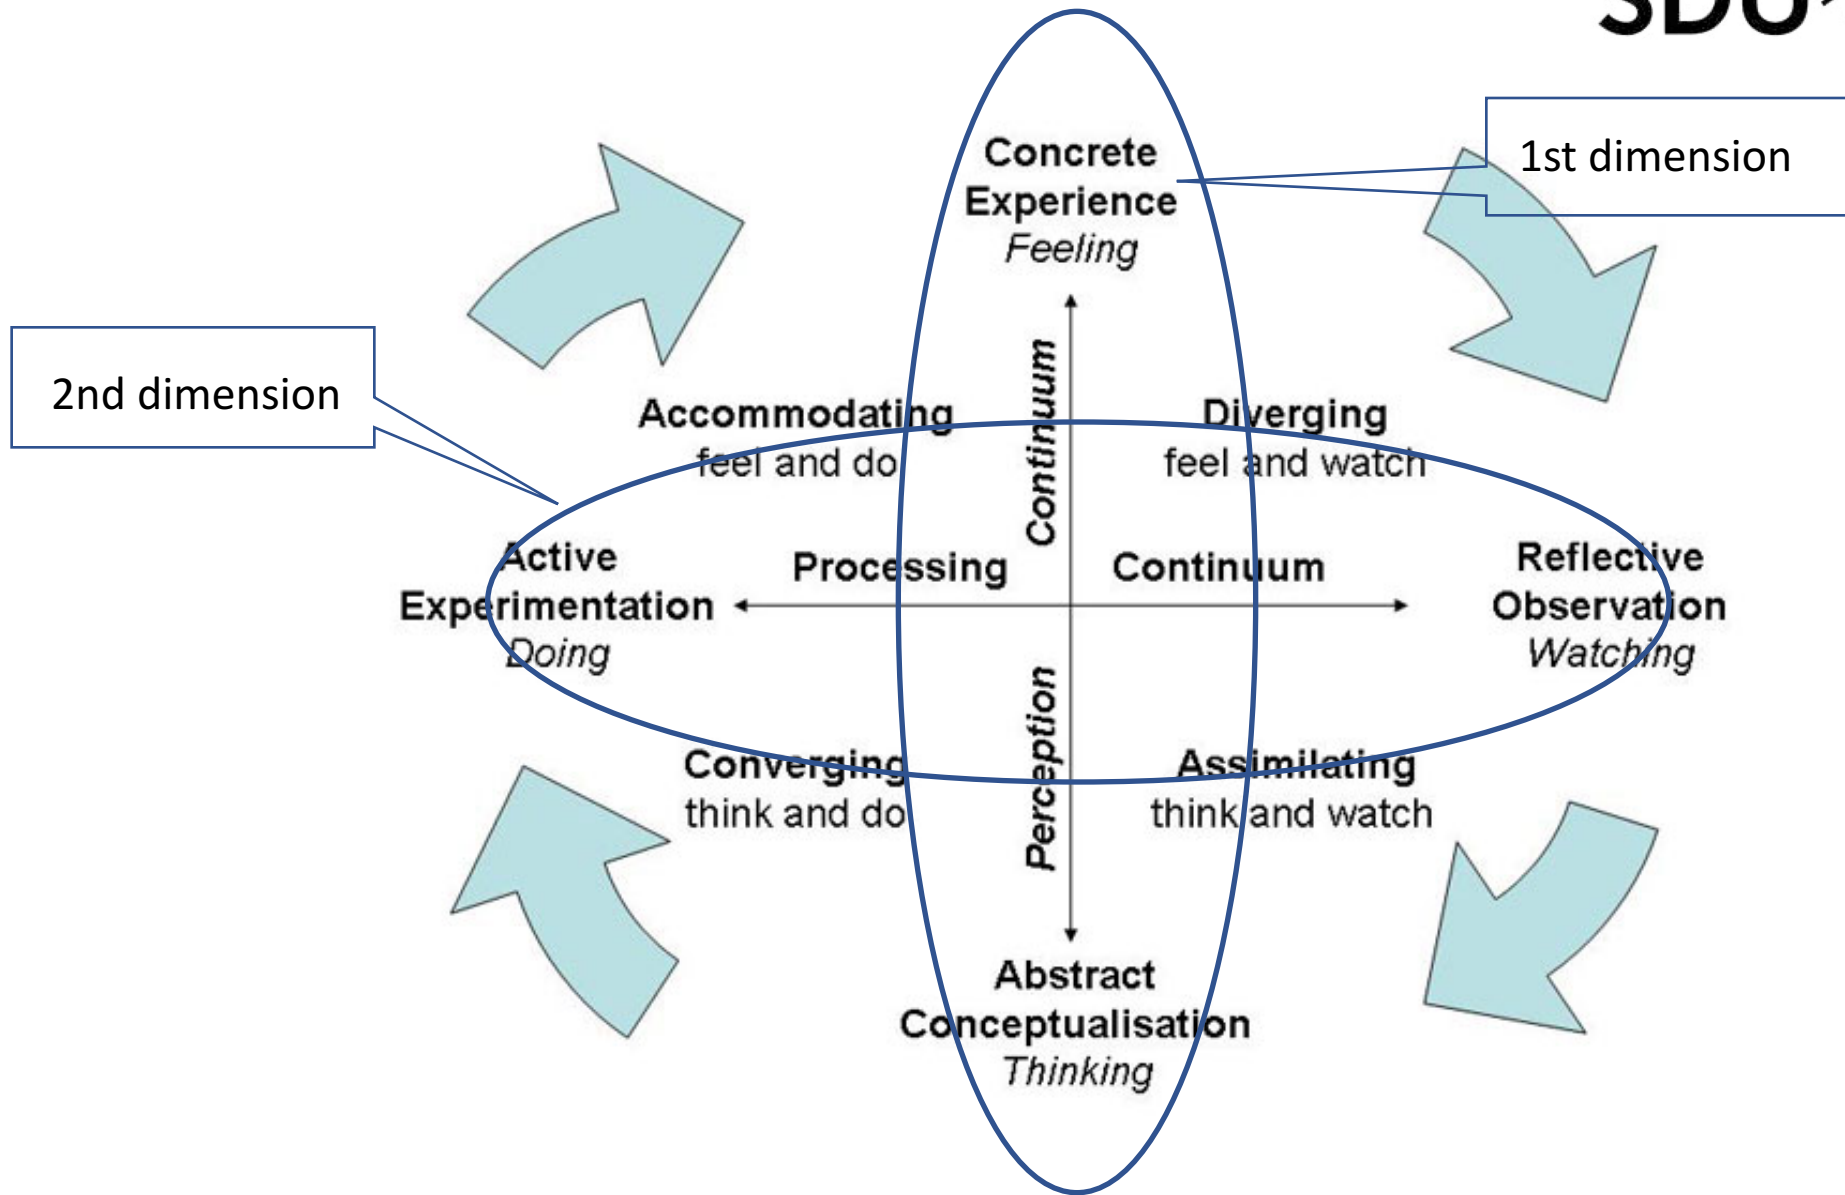 SDU
Concrete
Experience
Feeling
1st dimension
2nd dimension
Accommodating
feel and do
Continuum
Diverging
feel and watch
Active
Experimentation
Doing
Processing
Continuum
Reflective
Observation
Watching
Converging
think and do
Perception
Assimilating
think and watch
Abstract
Conceptualisation
Thinking